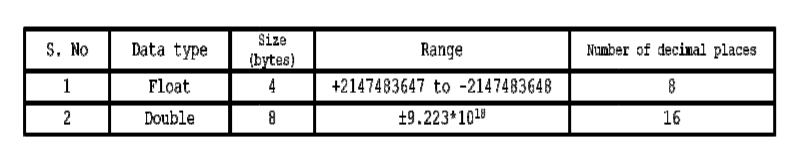 S. No Data type Size (bytes) Range Number of decimal places
1 Float 4 +2147483647 to -2147483648 8
2 Double 8 ±9.223*10¹⁸ 16